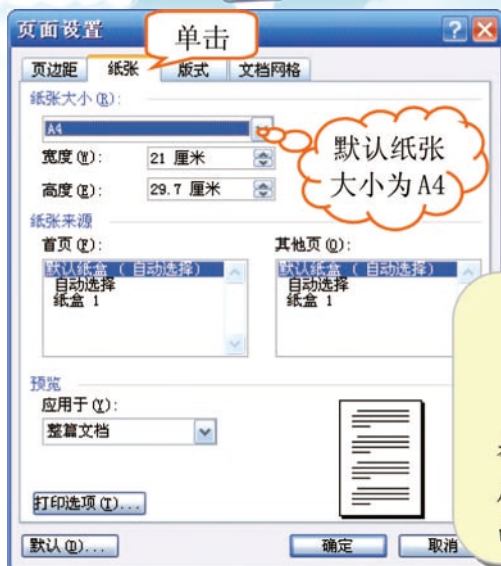 页面设置
单击
页边距 纸张 版式 文档网格
纸张大小(R):
A4
宽度(W): 21 厘米
高度(E): 29.7 厘米
默认纸张
大小为A4
纸张来源
首页(F): 其他页(O):
默认纸盒 (自动选择) 默认纸盒 (自动选择)
自动选择 自动选择
纸盒 1 纸盒 1
预览
应用于(Y):
整篇文档
打印选项(T)...
默认(D)... 确定 取消